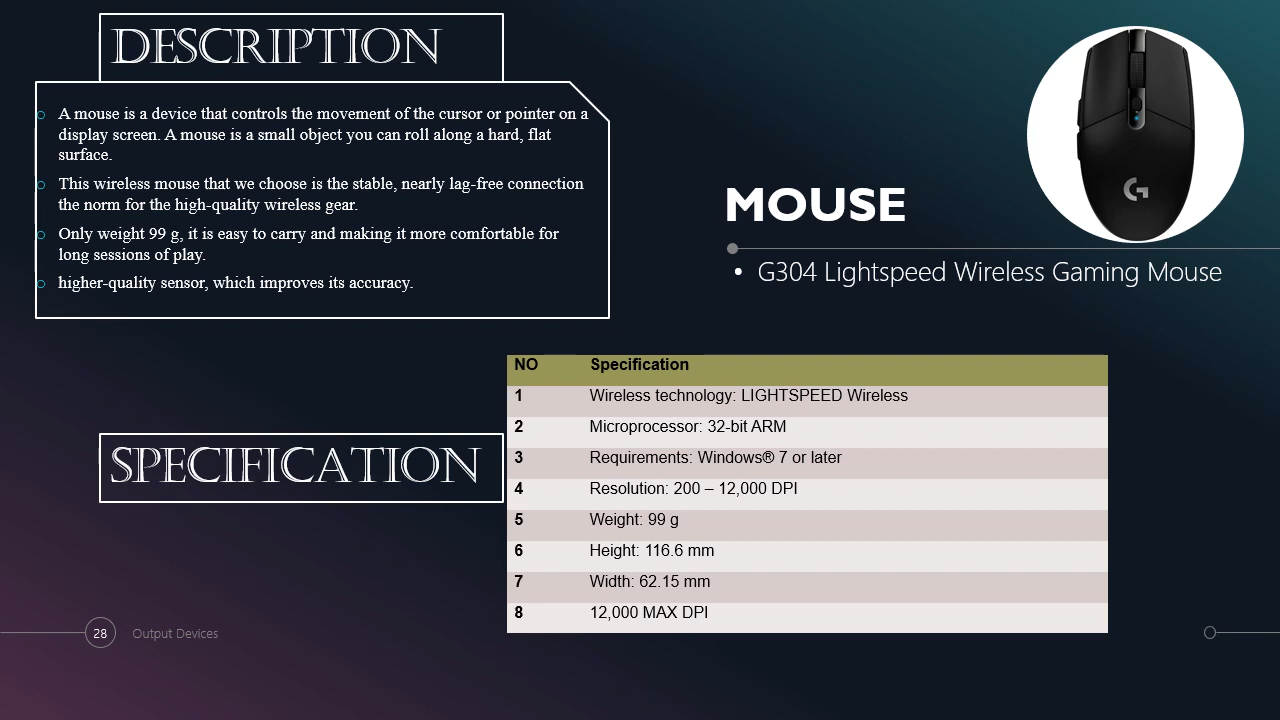 DESCRIPTION
A mouse is a device that controls the movement of the cursor or pointer on a
display screen. A mouse is a small object you can roll along a hard, flat
surface.
This wireless mouse that we choose is the stable, nearly lag-free connection
the norm for the high-quality wireless gear.
Only weight 99 g, it is easy to carry and making it more comfortable for
long sessions of play.
higher-quality sensor, which improves its accuracy.
MOUSE
• G304 Lightspeed Wireless Gaming Mouse
SPECIFICATION
NO Specification
1 Wireless technology: LIGHTSPEED Wireless
2 Microprocessor: 32-bit ARM
3 Requirements: Windows® 7 or later
4 Resolution: 200 – 12,000 DPI
5 Weight: 99 g
6 Height: 116.6 mm
7 Width: 62.15 mm
8 12,000 MAX DPI
28 Output Devices